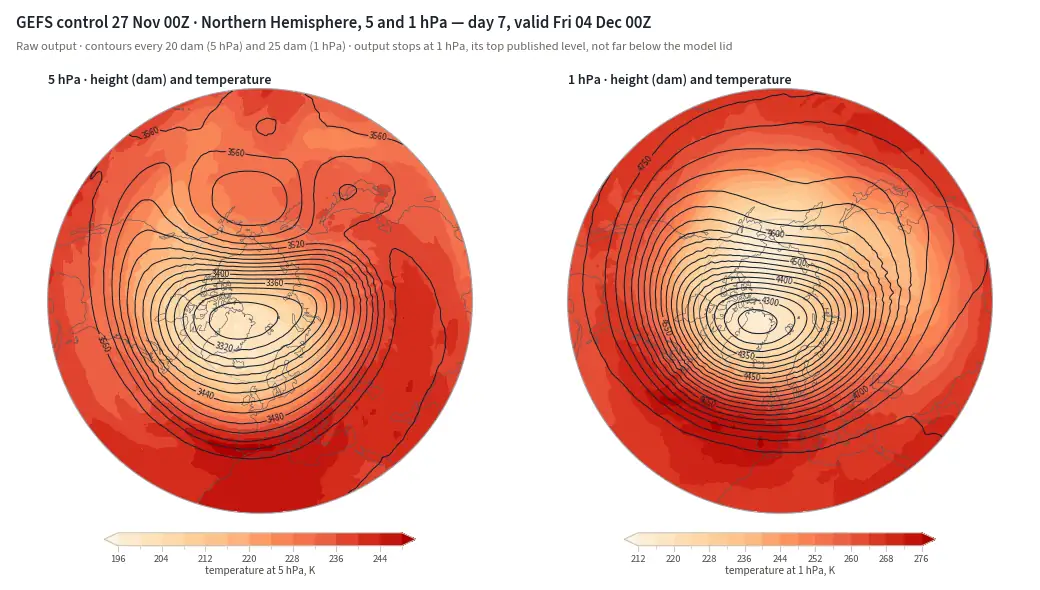 GEFS control 27 Nov 00Z · Northern Hemisphere, 5 and 1 hPa — day 7, valid Fri 04 Dec 00Z
Raw output · contours every 20 dam (5 hPa) and 25 dam (1 hPa) · output stops at 1 hPa, its top published level, not far below the model lid
5 hPa · height (dam) and temperature
1 hPa · height (dam) and temperature
3560 3560
3560
3520
3400
3360
3320
3560
3440
3480
4750
4600
4500
4400
4300
4350
4450
4700
196 204 212 220 228 236 244
temperature at 5 hPa, K
212 220 228 236 244 252 260 268 276
temperature at 1 hPa, K